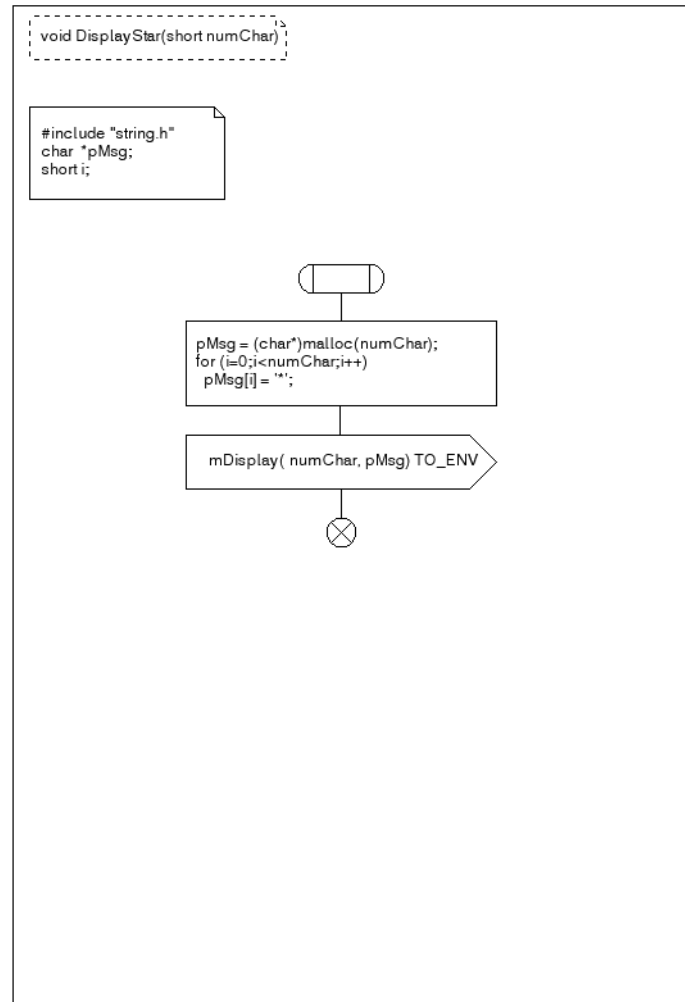 void DisplayStar(short numChar)
#include "string.h"
char *pMsg;
short i;
pMsg = (char*)malloc(numChar);
for (i=0;i<numChar;i++)
pMsg[i] = '*';
mDisplay( numChar, pMsg) TO_ENV